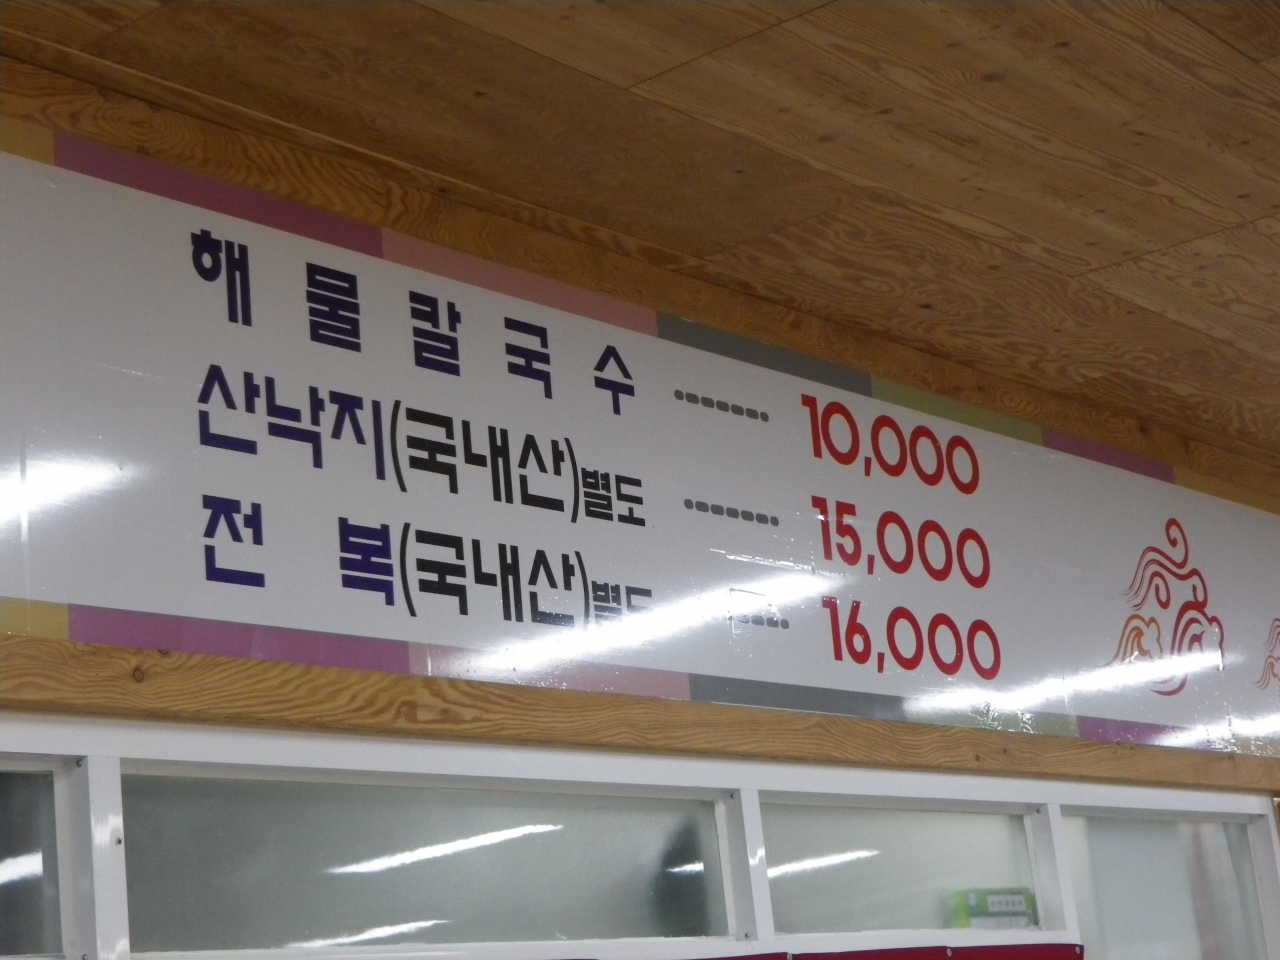 해물칼국수 ------- 10,000
산낙지(국내산)별도 ------- 15,000
전복(국내산)별도 ------- 16,000